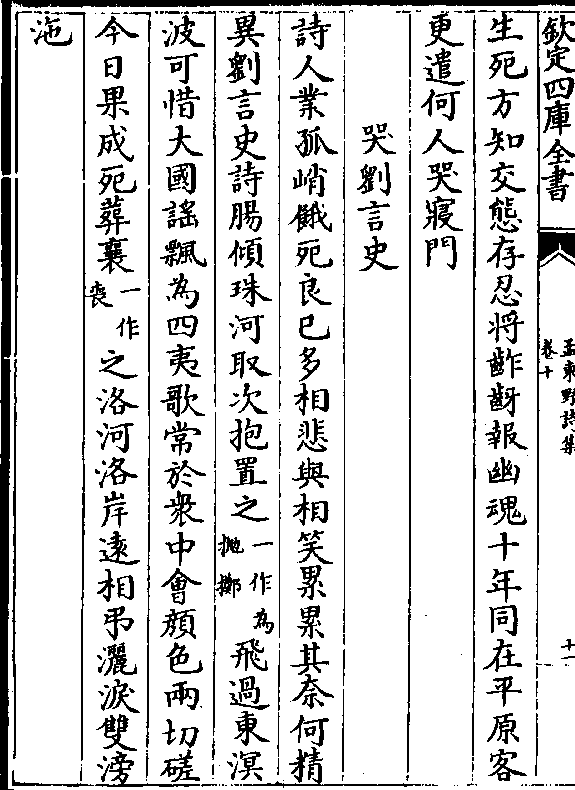 欽定四庫全書
孟東野詩集
卷十
十一
生死方知交態存忍將齖齖報幽魂十年同在平原客
更遣何人哭寢門
哭劉言史
詩人業孤峭餓死良已多相悲與相笑累累其奈何精
異劉言史詩腸傾珠河取次抱置之一作為抛擲飛過東溟
波可惜大國謠飄為四夷歌常於衆中會顔色兩切磋
今日果成死葬襄一作喪之洛河洛岸遠相弔灑淚雙滂
沲